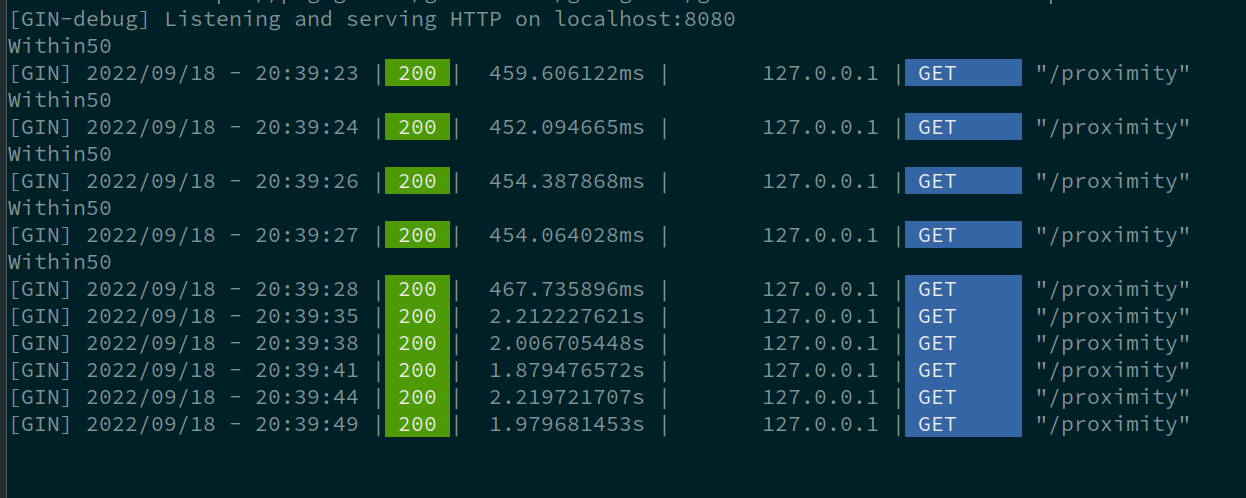 [GIN-debug] Listening and serving HTTP on localhost:8080
Within50
[GIN] 2022/09/18 - 20:39:23 | 200 |  459.606122ms |       127.0.0.1 | GET      "/proximity"
Within50
[GIN] 2022/09/18 - 20:39:24 | 200 |  452.094665ms |       127.0.0.1 | GET      "/proximity"
Within50
[GIN] 2022/09/18 - 20:39:26 | 200 |  454.387868ms |       127.0.0.1 | GET      "/proximity"
Within50
[GIN] 2022/09/18 - 20:39:27 | 200 |  454.064028ms |       127.0.0.1 | GET      "/proximity"
Within50
[GIN] 2022/09/18 - 20:39:28 | 200 |  467.735896ms |       127.0.0.1 | GET      "/proximity"
[GIN] 2022/09/18 - 20:39:35 | 200 |  2.212227621s |       127.0.0.1 | GET      "/proximity"
[GIN] 2022/09/18 - 20:39:38 | 200 |  2.006705448s |       127.0.0.1 | GET      "/proximity"
[GIN] 2022/09/18 - 20:39:41 | 200 |  1.879476572s |       127.0.0.1 | GET      "/proximity"
[GIN] 2022/09/18 - 20:39:44 | 200 |  2.219721707s |       127.0.0.1 | GET      "/proximity"
[GIN] 2022/09/18 - 20:39:49 | 200 |  1.979681453s |       127.0.0.1 | GET      "/proximity"